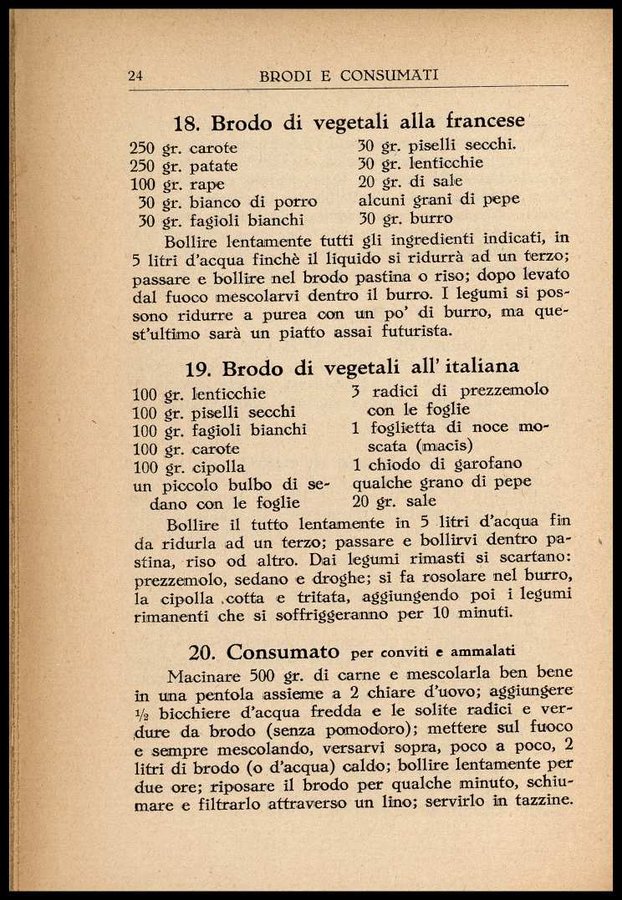 24
BRODI E CONSUMATI
18. Brodo di vegetali alla francese
250 gr. carote
250 gr. patate
100 gr. rape
30 gr. bianco di porro
30 gr. fagioli bianchi
30 gr. piselli secchi.
30 gr. lenticchie
20 gr. di sale
alcuni grani di pepe
30 gr. burro
Bollire lentamente tutti gli ingredienti indicati, in
5 litri d'acqua finchè il liquido si ridurrà ad un terzo;
passare e bollire nel brodo pastina o riso; dopo levato
dal fuoco mescolarvi dentro il burro. I legumi si pos-
sono ridurre a purea con un po' di burro, ma que-
st'ultimo sarà un piatto assai futurista.
19. Brodo di vegetali all' italiana
100 gr. lenticchie
100 gr. piselli secchi
100 gr. fagioli bianchi
100 gr. carote
100 gr. cipolla
un piccolo bulbo di se-
dano con le foglie
3 radici di prezzemolo
con le foglie
1 foglietta di noce mo-
scata (macis)
1 chiodo di garofano
qualche grano di pepe
20 gr. sale
Bollire il tutto lentamente in 5 litri d'acqua fin
da ridurla ad un terzo; passare e bollirvi dentro pa-
stina, riso od altro. Dai legumi rimasti si scartano:
prezzemolo, sedano e droghe; si fa rosolare nel burro,
la cipolla .cotta e tritata, aggiungendo poi i legumi
rimanenti che si soffriggeranno per 10 minuti.
20. Consumato per conviti e ammalati
Macinare 500 gr. di carne e mescolarla ben bene
in una pentola assieme a 2 chiare d'uovo; aggiungere
½ bicchiere d'acqua fredda e le solite radici e ver-
dure da brodo (senza pomodoro); mettere sul fuoco
e sempre mescolando, versarvi sopra, poco a poco, 2
litri di brodo (o d'acqua) caldo; bollire lentamente per
due ore; riposare il brodo per qualche minuto, schiu-
mare e filtrarlo attraverso un lino; servirlo in tazzine.